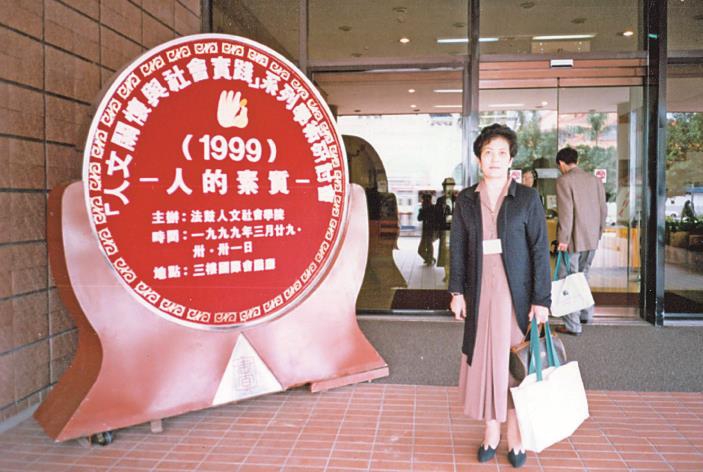 「人文關懷與社會實踐」系列學術研討會
（1999）
－人的素質－
主辦：法鼓人文社會學院
時間：一九九九年三月廿九、
卅、卅一日
地點：三樓國際會議廳